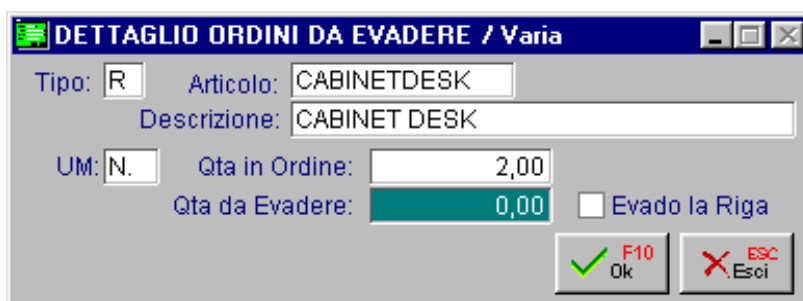 DETTAGLIO ORDINI DA EVADERE / Varia
Tipo: R Articolo: CABINETDESK
Descrizione: CABINET DESK
UM: N. Qta in Ordine: 2,00
Qta da Evadere: 0,00 Evado la Riga
F10 ESC
Ok Esci